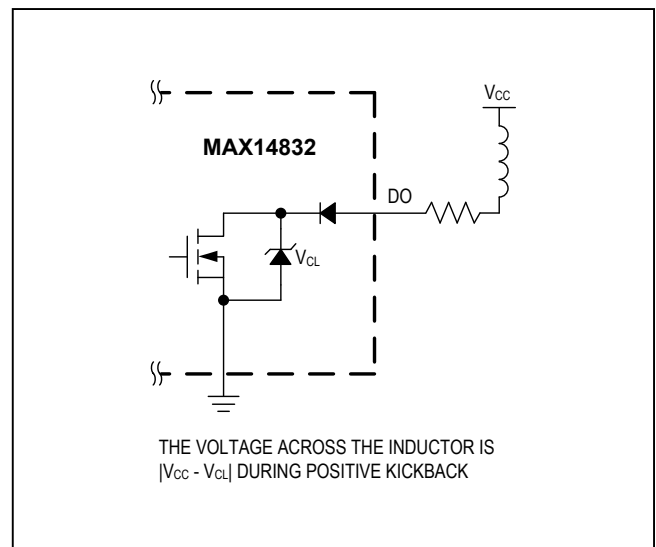 Vcc
MAX14832
DO
VCL
THE VOLTAGE ACROSS THE INDUCTOR IS
|Vcc - VCL| DURING POSITIVE KICKBACK